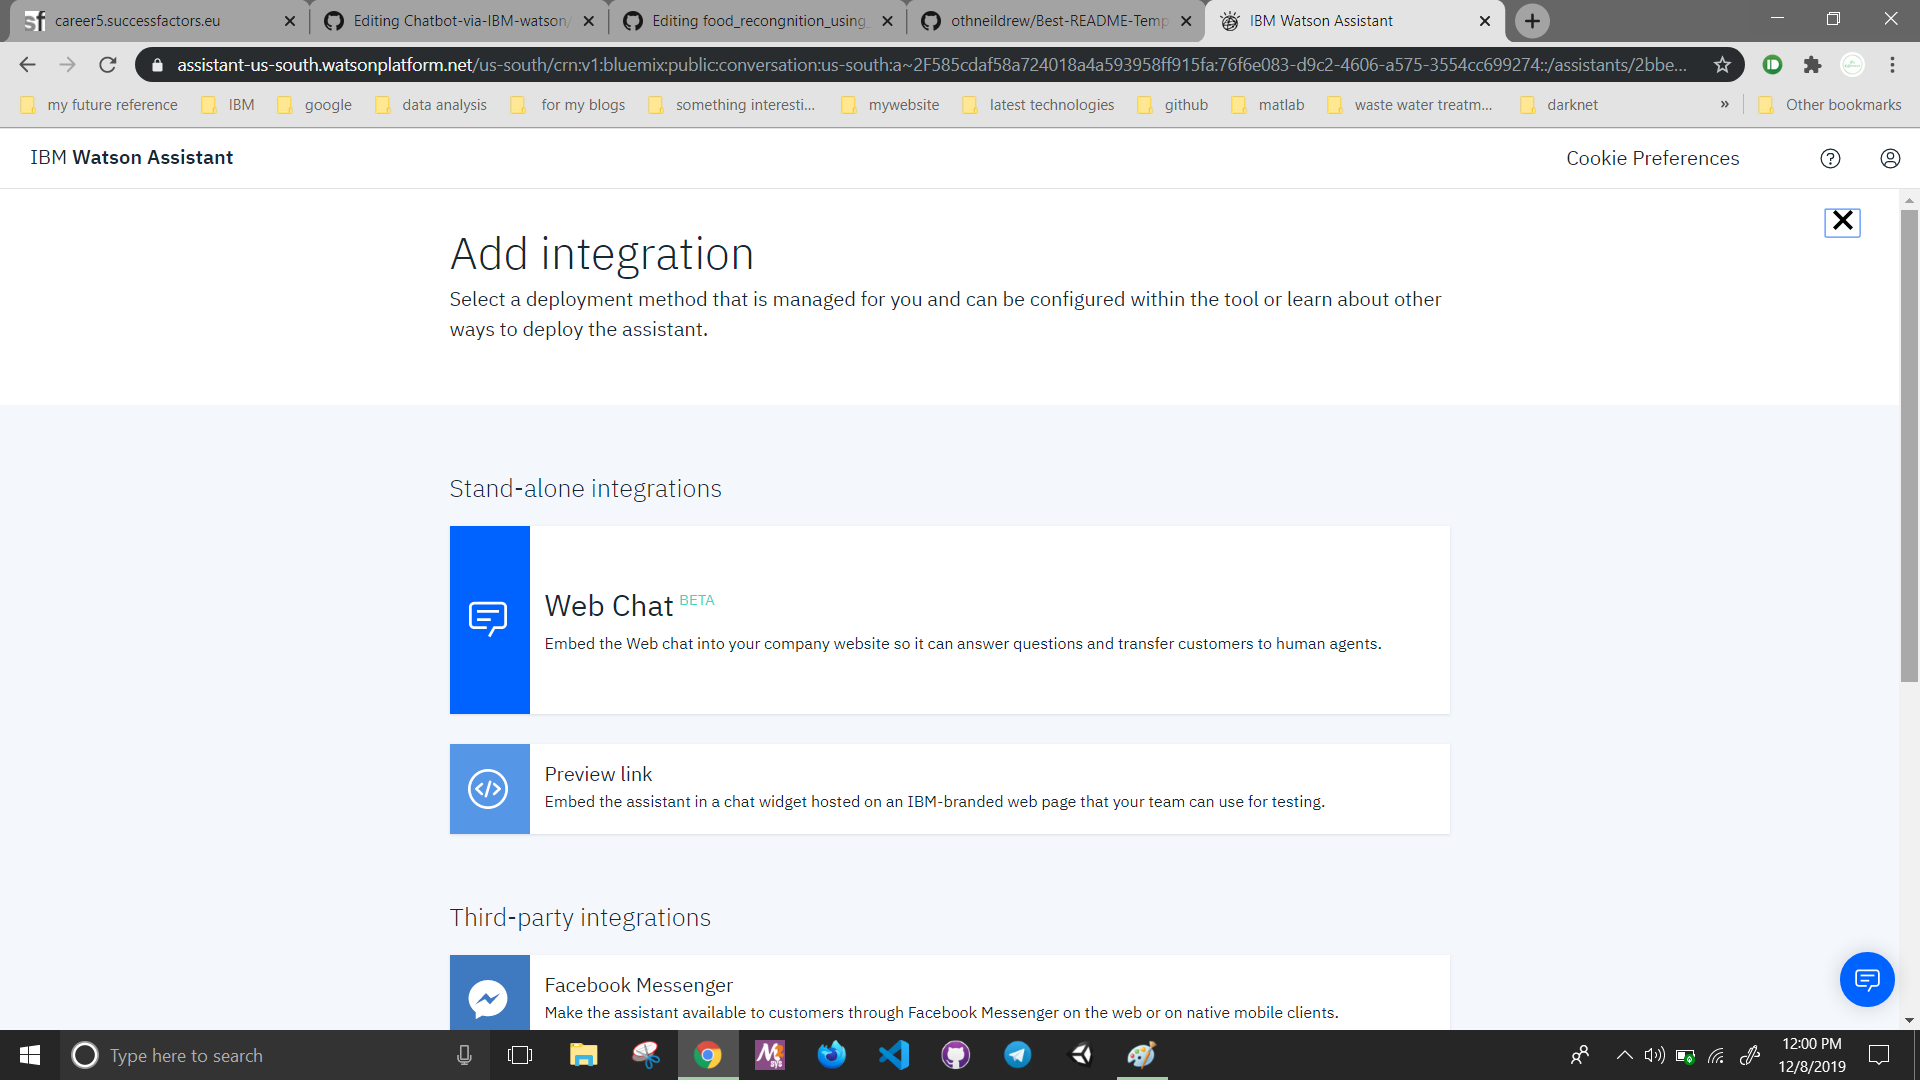 career5.successfactors.eu
Editing Chatbot-via-IBM-watson/
Editing food_recongnition_using_
othneildrew/Best-README-Temp
IBM Watson Assistant
assistant-us-south.watsonplatform.net/us-south/crn:v1:bluemix:public:conversation:us-south:a~2F585cdaf58a724018a4a593958ff915fa:76f6e083-d9c2-4606-a575-3554cc699274::/assistants/2bbe...
my future reference
IBM
google
data analysis
for my blogs
something interesti...
mywebsite
latest technologies
github
matlab
waste water treatm...
darknet
»
Other bookmarks
IBM Watson Assistant
Cookie Preferences
Add integration
Select a deployment method that is managed for you and can be configured within the tool or learn about other
ways to deploy the assistant.
Stand-alone integrations
Web Chat BETA
Embed the Web chat into your company website so it can answer questions and transfer customers to human agents.
Preview link
Embed the assistant in a chat widget hosted on an IBM-branded web page that your team can use for testing.
Third-party integrations
Facebook Messenger
Make the assistant available to customers through Facebook Messenger on the web or on native mobile clients.
Type here to search
12:00 PM
12/8/2019